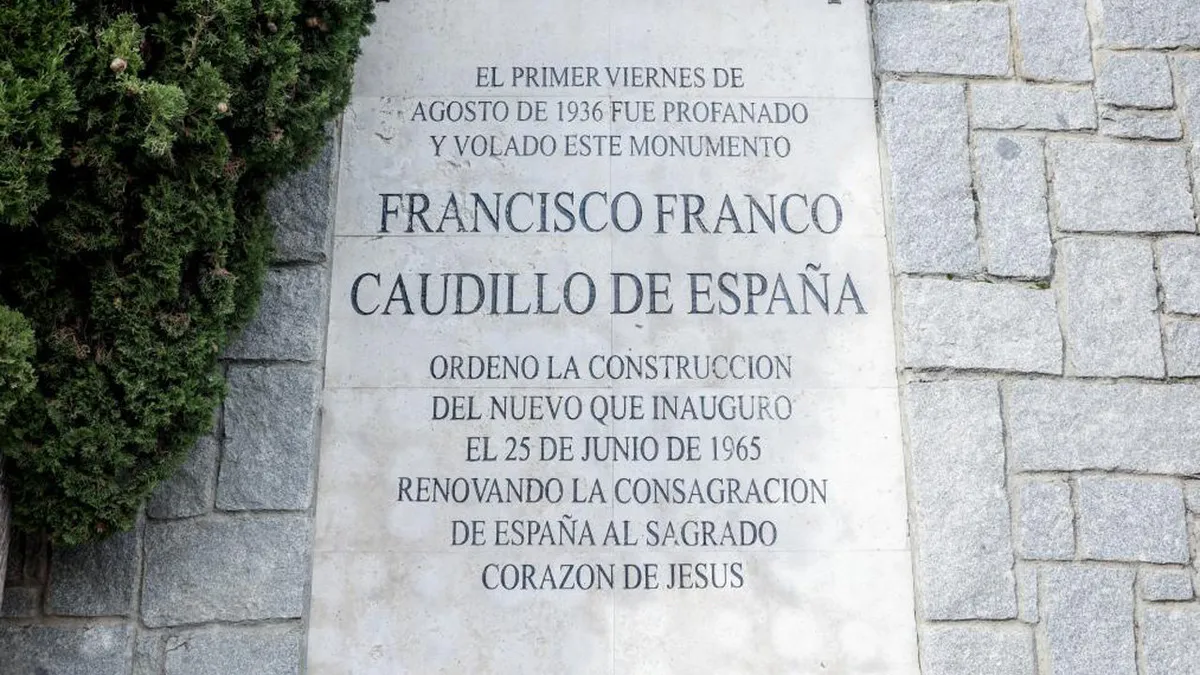 EL PRIMER VIERNES DE
AGOSTO DE 1936 FUE PROFANADO
Y VOLADO ESTE MONUMENTO
FRANCISCO FRANCO
CAUDILLO DE ESPAÑA
ORDENO LA CONSTRUCCION
DEL NUEVO QUE INAUGURO
EL 25 DE JUNIO DE 1965
RENOVANDO LA CONSAGRACION
DE ESPAÑA AL SAGRADO
CORAZON DE JESUS